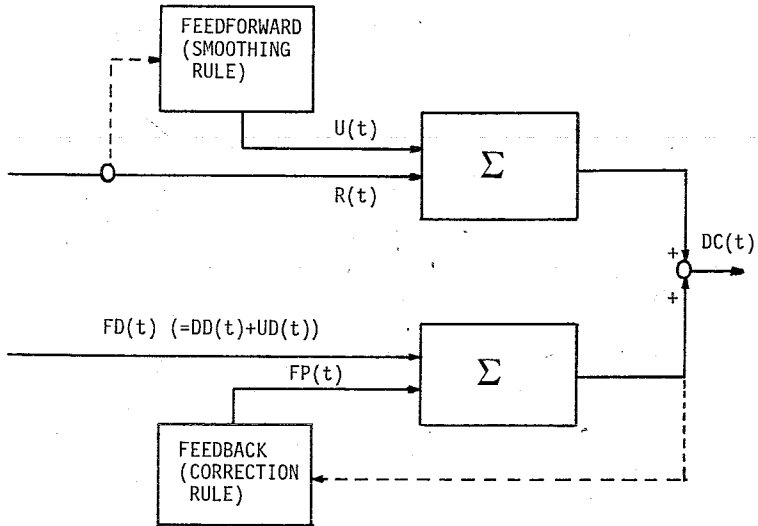 FEEDFORWARD
(SMOOTHING
RULE)
U(t)
Σ
R(t)
DC(t)
+
+
FD(t) (=DD(t)+UD(t))
FP(t)
Σ
FEEDBACK
(CORRECTION
RULE)